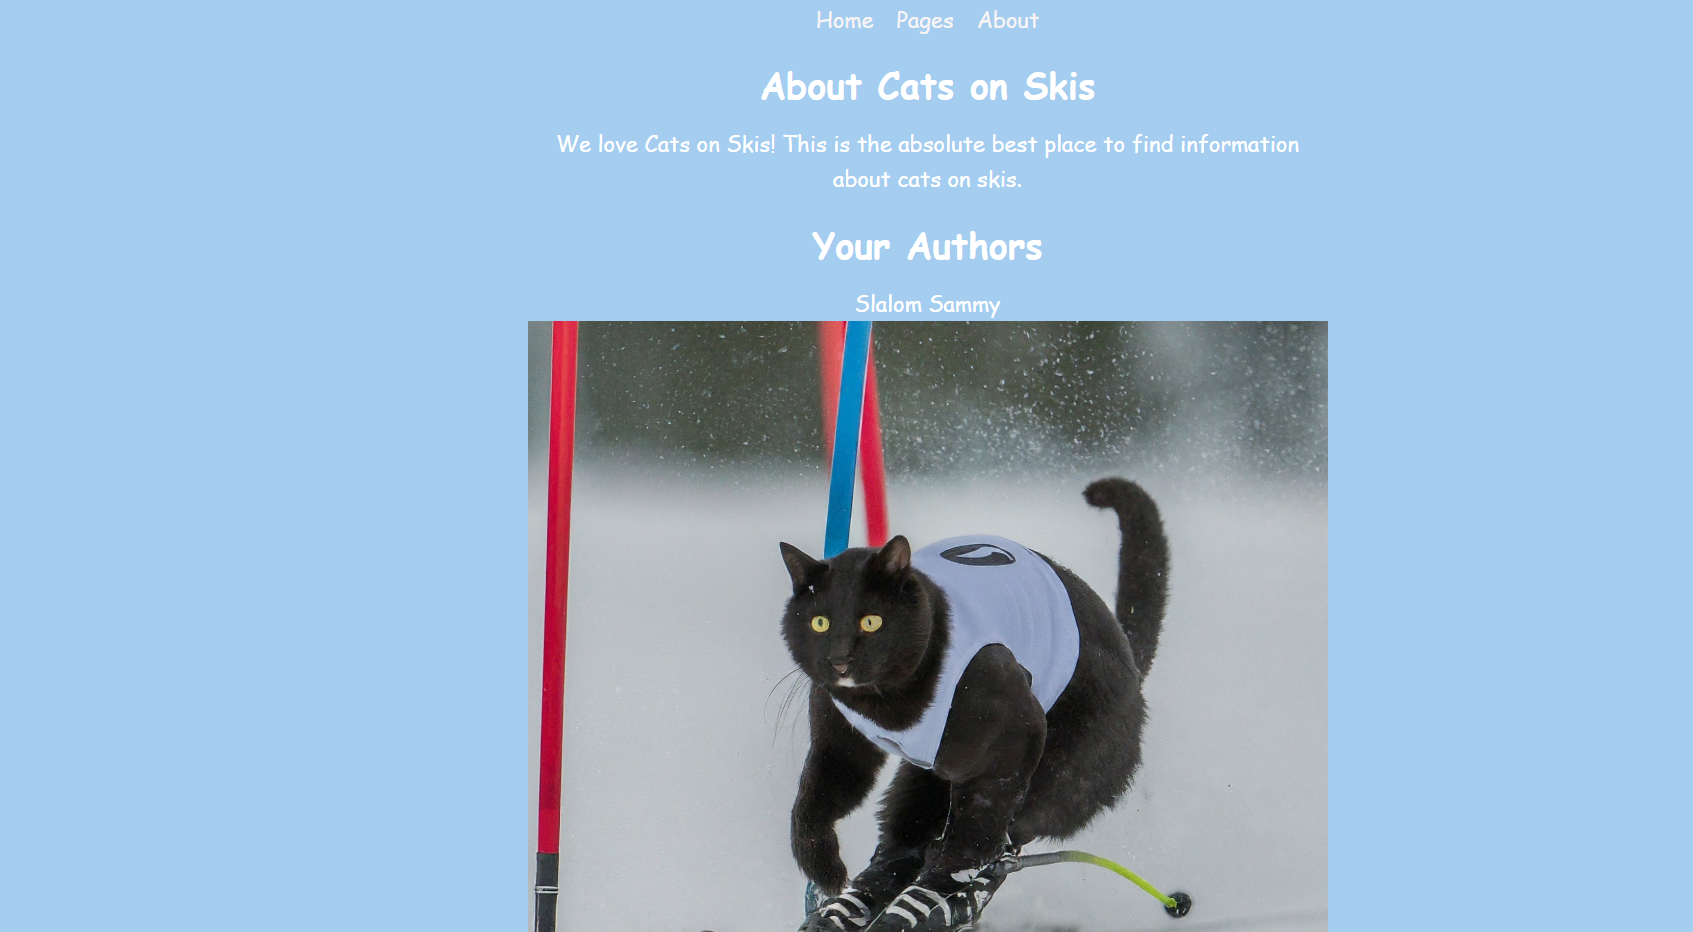 Home Pages About
About Cats on Skis
We love Cats on Skis! This is the absolute best place to find information
about cats on skis.
Your Authors
Slalom Sammy